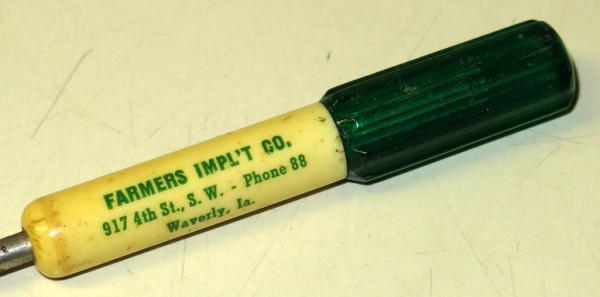 FARMERS IMPL'T CO.
917 4th St., S. W. - Phone 88
Waverly, Ia.